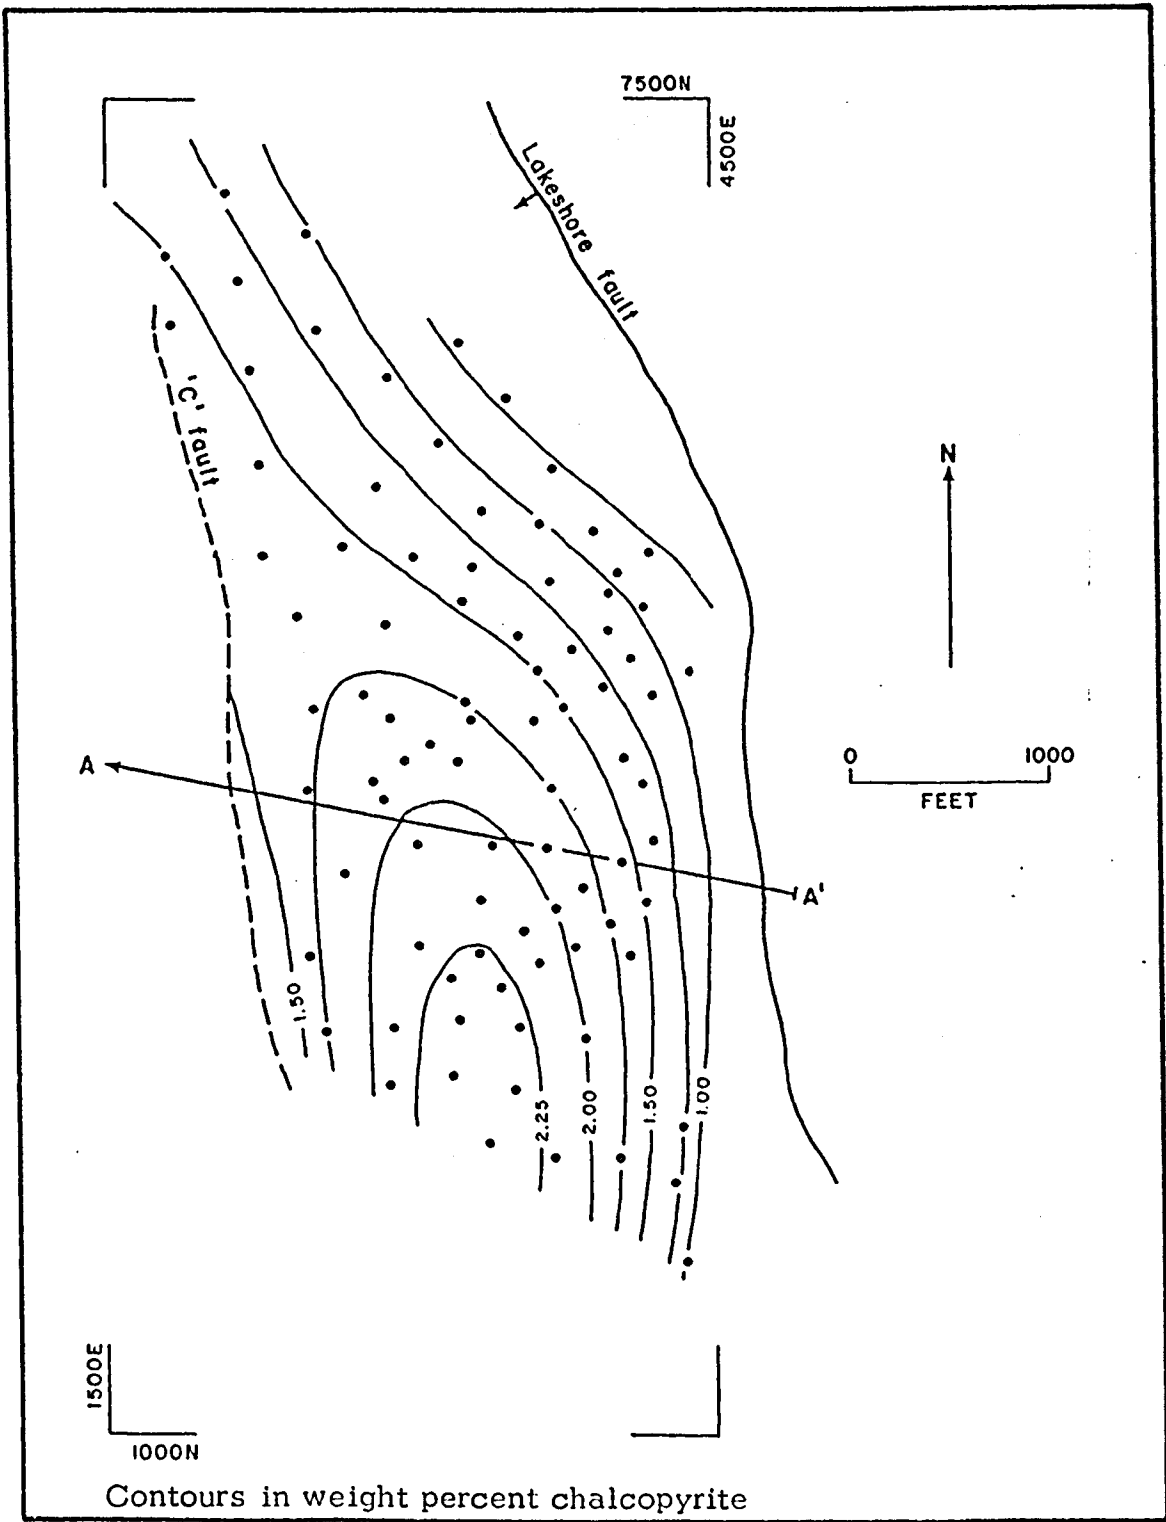 7500N
4500E
Lakeshore fault
'C' fault
N
0 1000
FEET
A
A'
1.50
2.25
2.00
1.50
1.00
1500E
1000N
Contours in weight percent chalcopyrite